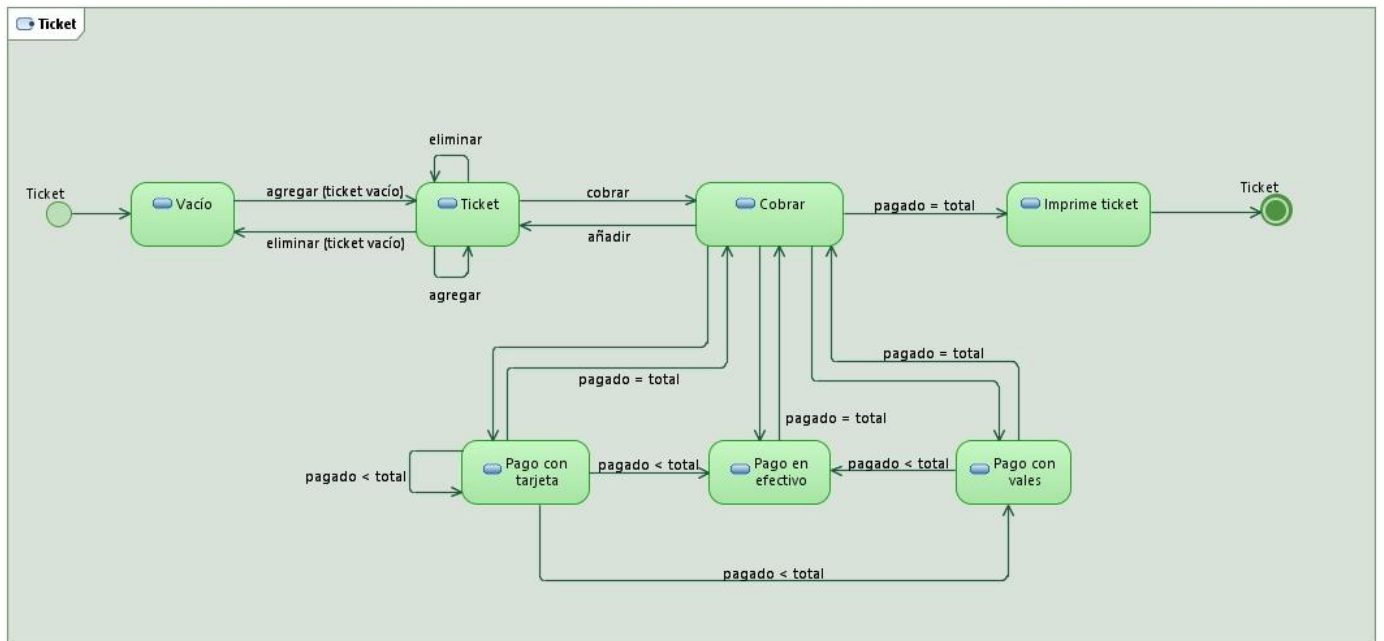 Ticket
eliminar
Ticket
agregar (ticket vacío)
cobrar
Ticket
Vacío
Ticket
Cobrar
pagado = total
Imprime ticket
eliminar (ticket vacío)
añadir
agregar
pagado = total
pagado = total
pagado = total
pagado < total
Pago con
tarjeta
pagado < total
Pago en
efectivo
pagado < total
Pago con
vales
pagado < total